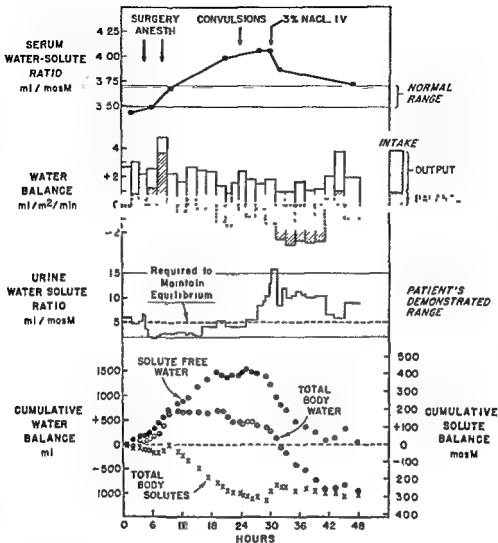 SURGERY
ANESTH
CONVULSIONS
3% NACL. IV
SERUM
WATER-SOLUTE
RATIO
ml / mosM
4 25
4 00
3.75
3 50
NORMAL
RANGE
INTAKE
OUTPUT
WATER
BALANCE
ml/m²/min
4
+2
0
-2
URINE
WATER SOLUTE
RATIO
ml / mosM
15
10
5
Required to
Maintain
Equilibrium
PATIENT'S
DEMONSTRATED
RANGE
SOLUTE FREE
WATER
TOTAL
BODY
WATER
TOTAL
BODY
SOLUTES
CUMULATIVE
WATER
BALANCE
ml
1500
1000
+500
0
-500
1000
CUMULATIVE
SOLUTE
BALANCE
mosM
500
400
300
200
+100
0
-100
200
300
400
0 6 12 18 24 30 36 42 48
HOURS